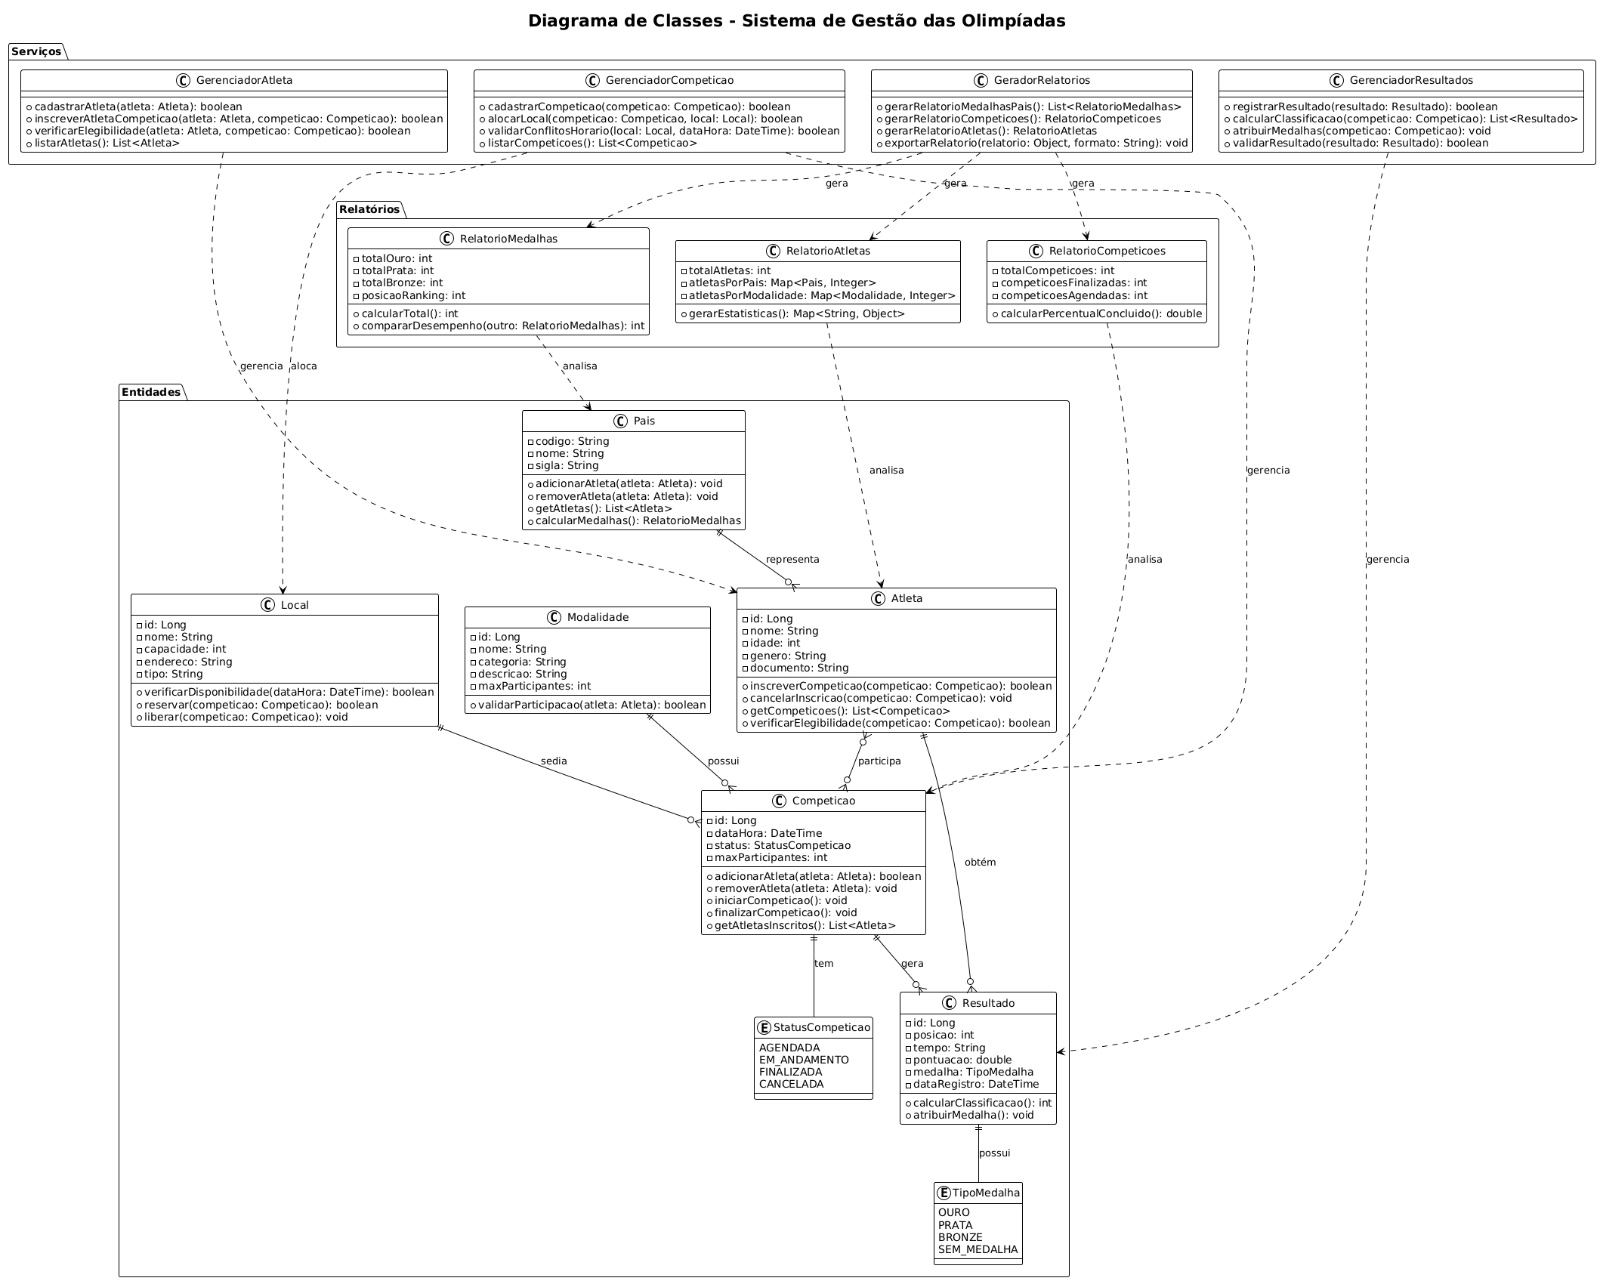 Diagrama de Classes - Sistema de Gestão das Olimpíadas
Serviços
GerenciadorAtleta
cadastrarAtleta(atleta: Atleta): boolean
inscreverAtletaCompeticao(atleta: Atleta, competicao: Competicao): boolean
verificarElegibilidade(atleta: Atleta, competicao: Competicao): boolean
listarAtletas(): List<Atleta>
GerenciadorCompeticao
cadastrarCompeticao(competicao: Competicao): boolean
alocarLocal(competicao: Competicao, local: Local): boolean
validarConflitosHorario(local: Local, dataHora: DateTime): boolean
listarCompeticoes(): List<Competicao>
GeradorRelatorios
gerarRelatorioMedalhasPais(): List<RelatorioMedalhas>
gerarRelatorioCompeticoes(): RelatorioCompeticoes
gerarRelatorioAtletas(): RelatorioAtletas
exportarRelatorio(relatorio: Object, formato: String): void
GerenciadorResultados
registrarResultado(resultado: Resultado): boolean
calcularClassificacao(competicao: Competicao): List<Resultado>
atribuirMedalhas(competicao: Competicao): void
validarResultado(resultado: Resultado): boolean
gera
gera
gera
Relatórios
RelatorioMedalhas
totalOuro: int
totalPrata: int
totalBronze: int
posicaoRanking: int
calcularTotal(): int
compararDesempenho(outro: RelatorioMedalhas): int
RelatorioAtletas
totalAtletas: int
atletasPorPais: Map<Pais, Integer>
atletasPorModalidade: Map<Modalidade, Integer>
gerarEstatisticas(): Map<String, Object>
RelatorioCompeticoes
totalCompeticoes: int
competicoesFinalizadas: int
competicoesAgendadas: int
calcularPercentualConcluido(): double
gerencia
aloca
analisa
Entidades
Pais
codigo: String
nome: String
sigla: String
adicionarAtleta(atleta: Atleta): void
removerAtleta(atleta: Atleta): void
getAtletas(): List<Atleta>
calcularMedalhas(): RelatorioMedalhas
analisa
gerencia
representa
analisa
gerencia
Local
id: Long
nome: String
capacidade: int
endereco: String
tipo: String
verificarDisponibilidade(dataHora: DateTime): boolean
reservar(competicao: Competicao): boolean
liberar(competicao: Competicao): void
Modalidade
id: Long
nome: String
categoria: String
descricao: String
maxParticipantes: int
validarParticipacao(atleta: Atleta): boolean
Atleta
id: Long
nome: String
idade: int
genero: String
documento: String
inscreverCompeticao(competicao: Competicao): boolean
cancelarInscricao(competicao: Competicao): void
getCompeticoes(): List<Competicao>
verificarElegibilidade(competicao: Competicao): boolean
sedia
possui
participa
Competicao
id: Long
dataHora: DateTime
status: StatusCompeticao
maxParticipantes: int
adicionarAtleta(atleta: Atleta): boolean
removerAtleta(atleta: Atleta): void
iniciarCompeticao(): void
finalizarCompeticao(): void
getAtletasInscritos(): List<Atleta>
obtém
tem
gera
StatusCompeticao
AGENDADA
EM_ANDAMENTO
FINALIZADA
CANCELADA
Resultado
id: Long
posicao: int
tempo: String
pontuacao: double
medalha: TipoMedalha
dataRegistro: DateTime
calcularClassificacao(): int
atribuirMedalha(): void
possui
TipoMedalha
OURO
PRATA
BRONZE
SEM_MEDALHA